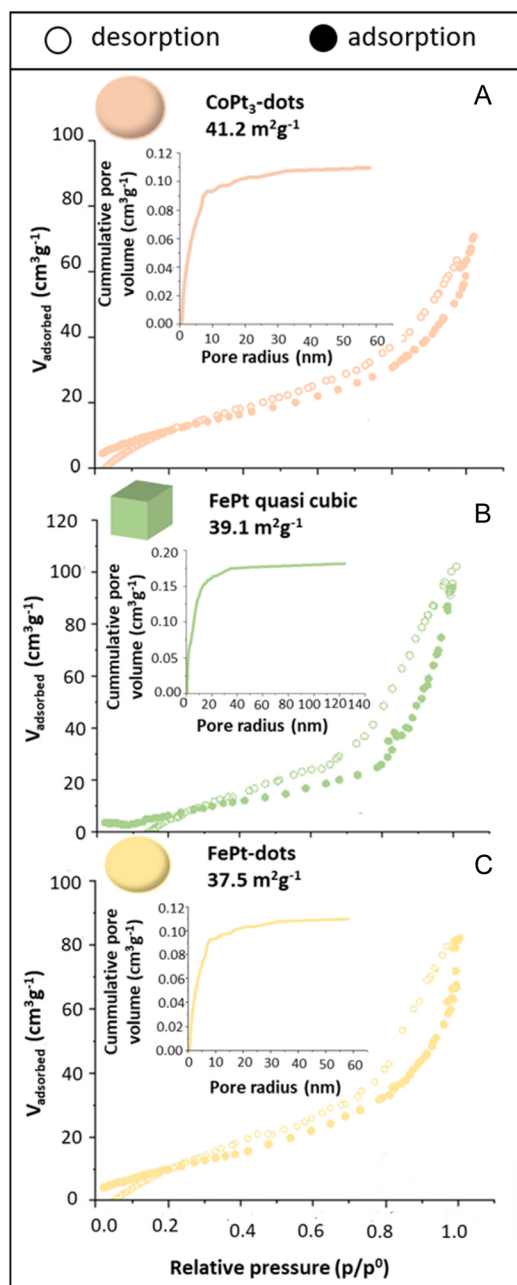 desorption
adsorption
A
CoPt₃-dots
41.2 m²g⁻¹
100
80
60
40
20
0
V_adsorbed (cm³g⁻¹)
Cummulative pore
volume (cm³g⁻¹)
0.12
0.10
0.08
0.06
0.04
0.02
0.00
0 10 20 30 40 50 60
Pore radius (nm)
B
FePt quasi cubic
39.1 m²g⁻¹
120
100
80
60
40
20
0
V_adsorbed (cm³g⁻¹)
Cummulative pore
volume (cm³g⁻¹)
0.20
0.15
0.10
0.05
0.00
0 20 40 60 80 100 120 140
Pore radius (nm)
C
FePt-dots
37.5 m²g⁻¹
100
80
60
40
20
0
V_adsorbed (cm³g⁻¹)
Cummulative pore
volume (cm³g⁻¹)
0.12
0.10
0.08
0.06
0.04
0.02
0.00
0 10 20 30 40 50 60
Pore radius (nm)
0.0 0.2 0.4 0.6 0.8 1.0
Relative pressure (p/p⁰)